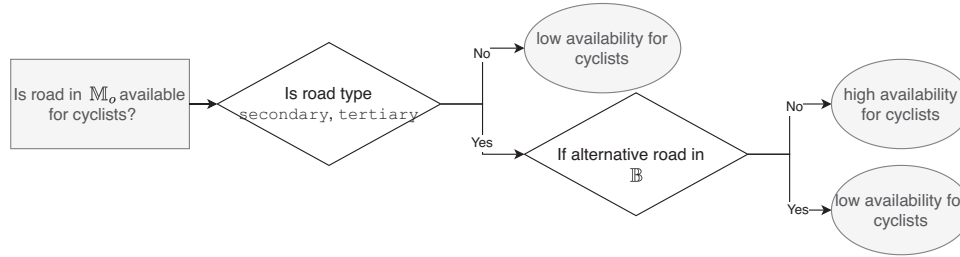 Is road in 𝕄ₒ available
for cyclists?
Is road type
secondary, tertiary
No
low availability for
cyclists
Yes
If alternative road in
𝔹
No
high availability
for cyclists
Yes
low availability fo
cyclists